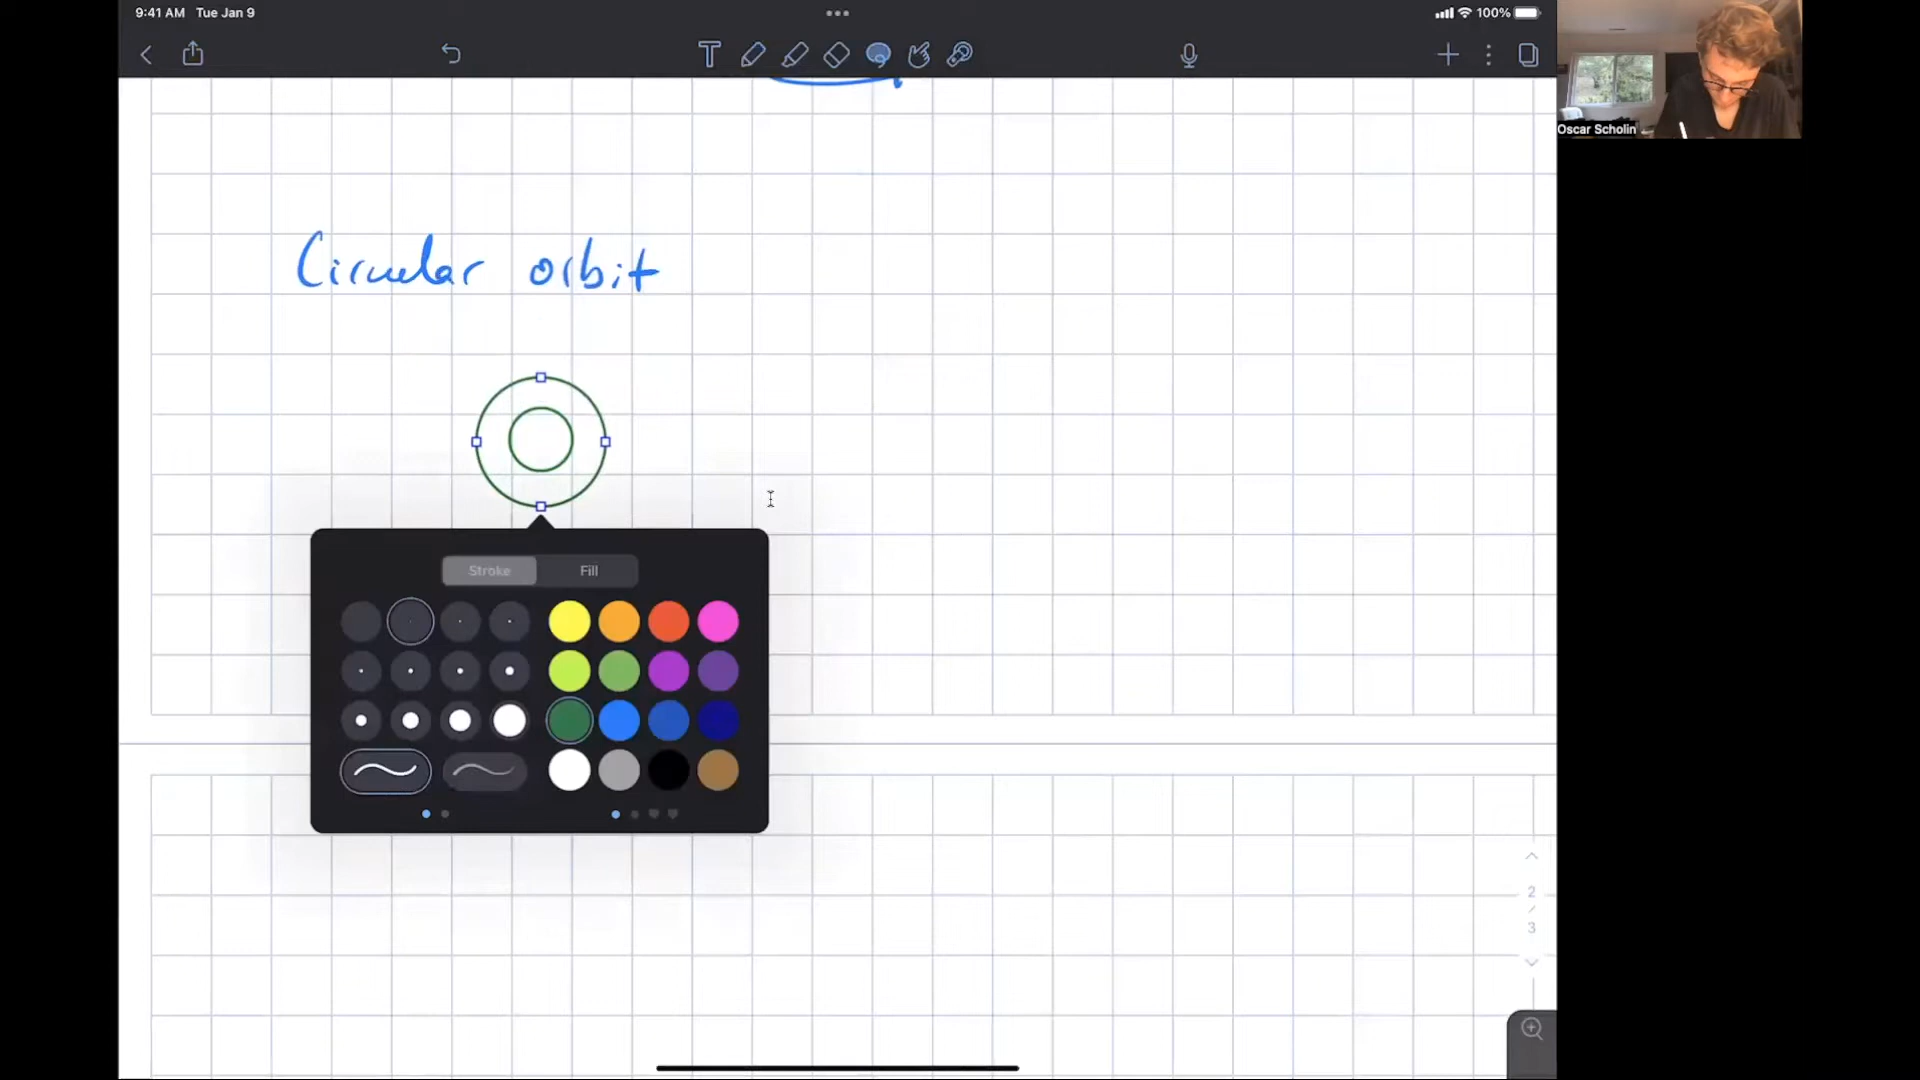 9:41 AM Tue Jan 9
100%
Oscar Scholin
Circular orbit
Stroke Fill
2
3